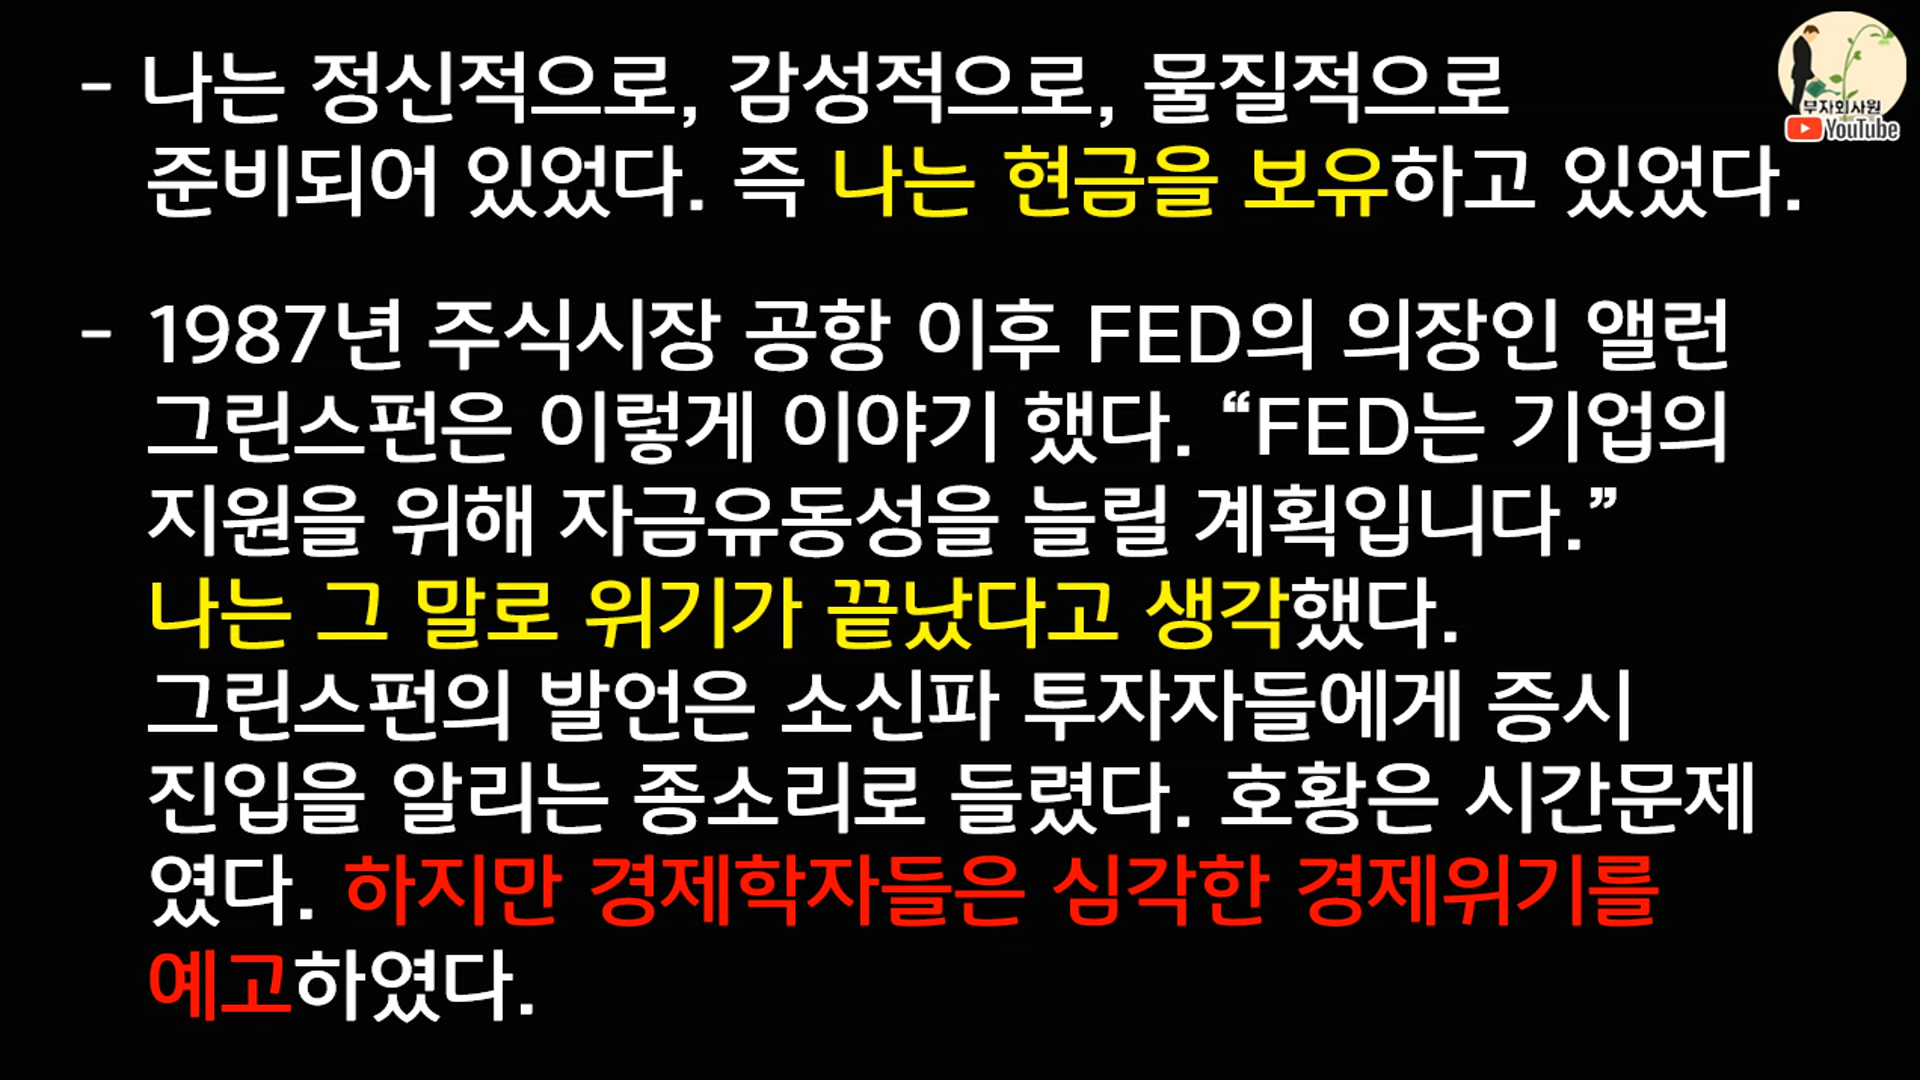 - 나는 정신적으로, 감성적으로, 물질적으로
준비되어 있었다. 즉 나는 현금을 보유하고 있었다.
- 1987년 주식시장 공항 이후 FED의 의장인 앨런
그린스펀은 이렇게 이야기 했다. “FED는 기업의
지원을 위해 자금유동성을 늘릴 계획입니다.”
나는 그 말로 위기가 끝났다고 생각했다.
그린스펀의 발언은 소신파 투자자들에게 증시
진입을 알리는 종소리로 들렸다. 호황은 시간문제
였다. 하지만 경제학자들은 심각한 경제위기를
예고하였다.
부자회사원
YouTube